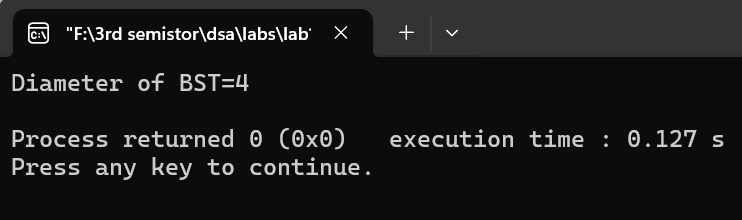 "F:\3rd semistor\dsa\labs\lab
Diameter of BST=4
Process returned 0 (0x0)   execution time : 0.127 s
Press any key to continue.